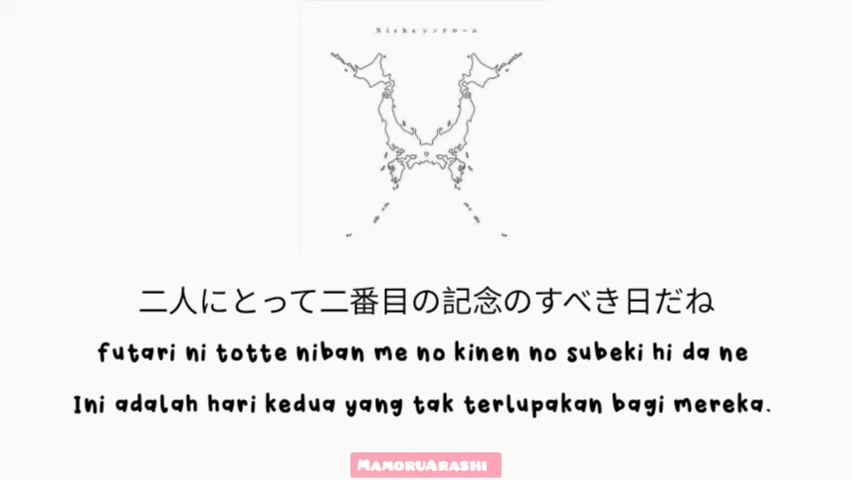 Nicheシンドローム
二人にとって二番目の記念のすべき日だね
futari ni totte niban me no kinen no subeki hi da ne
Ini adalah hari kedua yang tak terlupakan bagi mereka.
MamoruArashi